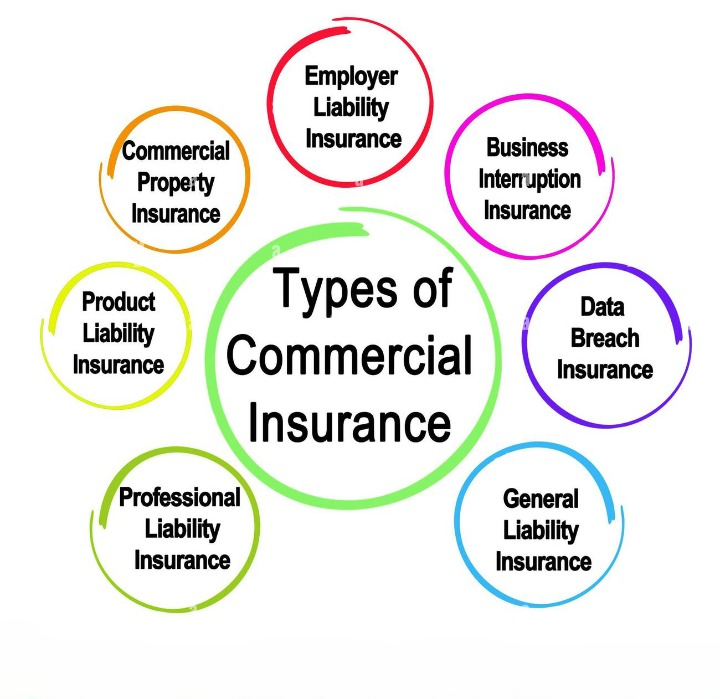 Employer
Liability
Insurance
Commercial
Property
Insurance
Business
Interruption
Insurance
Types of
Commercial
Insurance
Product
Liability
Insurance
Data
Breach
Insurance
Professional
Liability
Insurance
General
Liability
Insurance